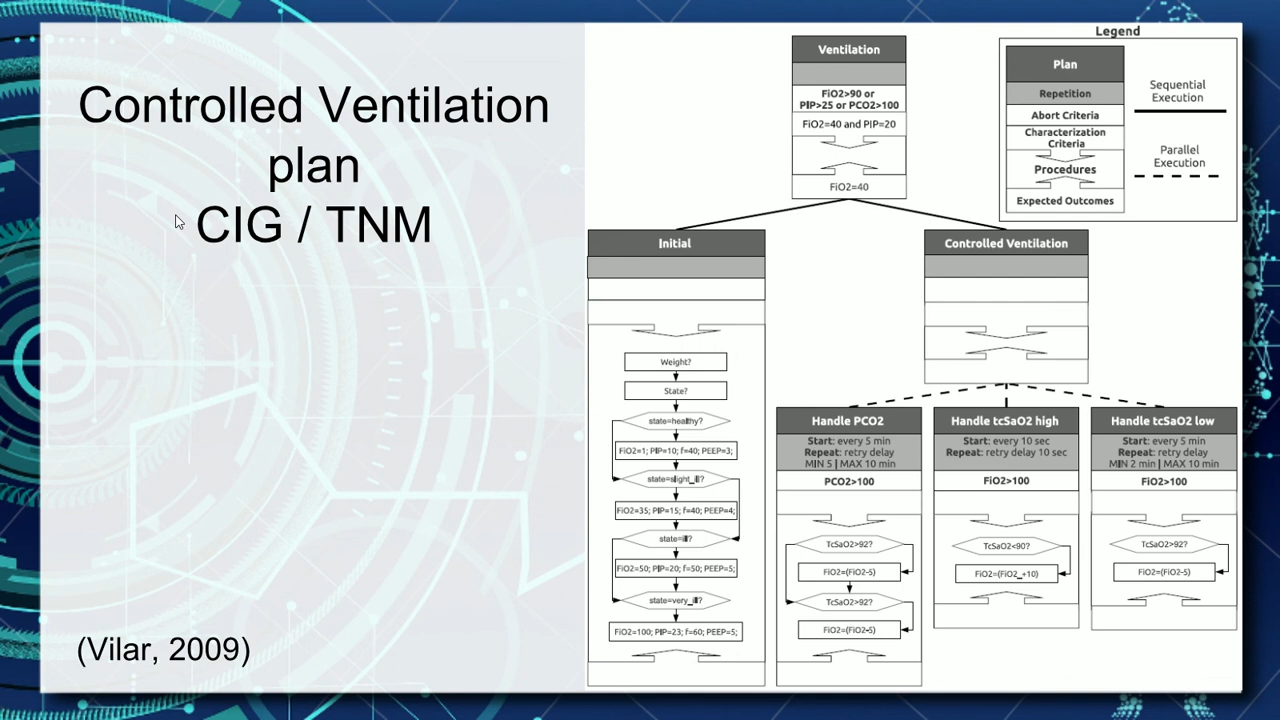 Controlled Ventilation
plan
CIG / TNM
(Vilar, 2009)
Ventilation
FiO2>90 or
PIP>25 or PCO2>100
FiO2=40 and PIP=20
FiO2=40
Legend
Plan
Repetition
Abort Criteria
Characterization
Criteria
Procedures
Expected Outcomes
Sequential
Execution
Parallel
Execution
Initial
Weight?
State?
state=healthy?
FiO2=1; PIP=10; f=40; PEEP=3;
state=slight_ill?
FiO2=35; PIP=15; f=40; PEEP=4;
state=ill?
FiO2=50; PIP=20; f=50; PEEP=5;
state=very_ill?
FiO2=100; PIP=23; f=60; PEEP=5;
Controlled Ventilation
Handle PCO2
Start: every 5 min
Repeat: retry delay
MIN 5 | MAX 10 min
PCO2>100
TcSaO2>92?
FiO2=(FiO2-5)
TcSaO2>92?
FiO2=(FiO2-5)
Handle tcSaO2 high
Start: every 10 sec
Repeat: retry delay 10 sec
FiO2>100
TcSaO2<90?
FiO2=(FiO2_+10)
Handle tcSaO2 low
Start: every 5 min
Repeat: retry delay
MIN 2 min | MAX 10 min
FiO2>100
TcSaO2>92?
FiO2=(FiO2-5)